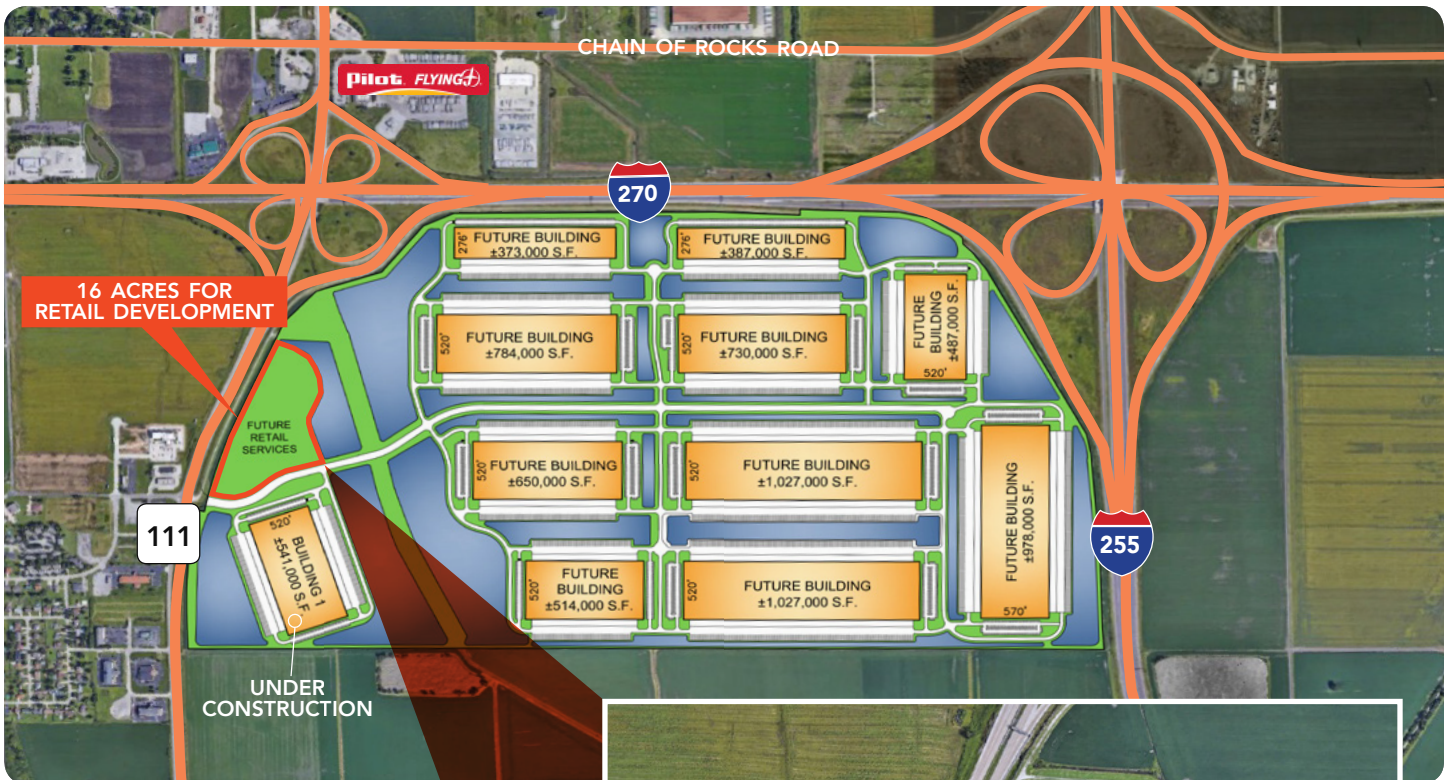 CHAIN OF ROCKS ROAD
Pilot. FLYING J
270
276' FUTURE BUILDING
±373,000 S.F.
276' FUTURE BUILDING
±387,000 S.F.
16 ACRES FOR
RETAIL DEVELOPMENT
520' FUTURE BUILDING
±784,000 S.F.
520' FUTURE BUILDING
±730,000 S.F.
FUTURE
BUILDING
±487,000 S.F.
520'
FUTURE
RETAIL
SERVICES
520' FUTURE BUILDING
±650,000 S.F.
520' FUTURE BUILDING
±1,027,000 S.F.
FUTURE BUILDING
±978,000 S.F.
570'
111
520'
BUILDING 1
±541,000 S.F.
255
520' FUTURE
BUILDING
±514,000 S.F.
520' FUTURE BUILDING
±1,027,000 S.F.
UNDER
CONSTRUCTION